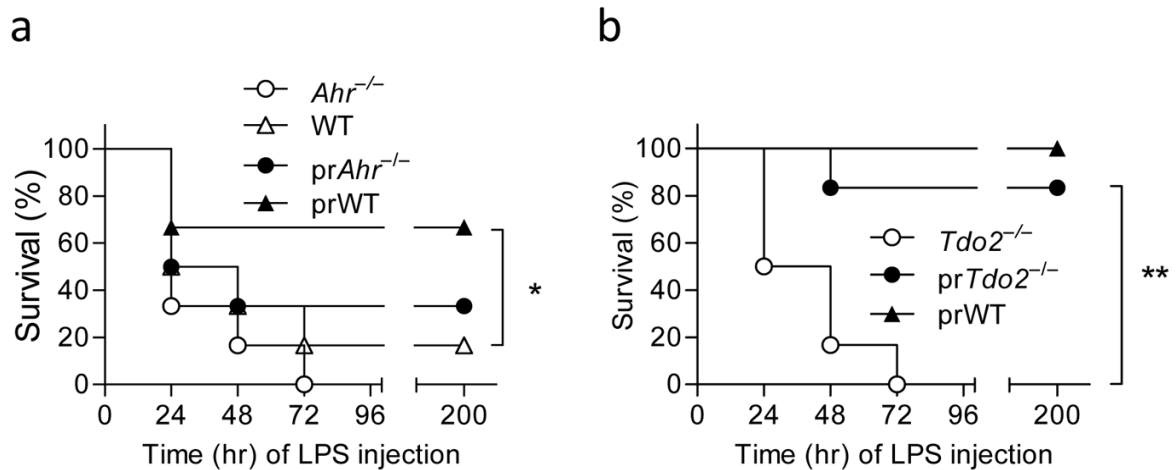 a
Ahr–/–
WT
prAhr–/–
prWT
Survival (%)
100
80
60
40
20
0
*
0 24 48 72 96 200
Time (hr) of LPS injection
b
Survival (%)
100
80
60
40
20
0
Tdo2–/–
prTdo2–/–
prWT
**
0 24 48 72 96 200
Time (hr) of LPS injection